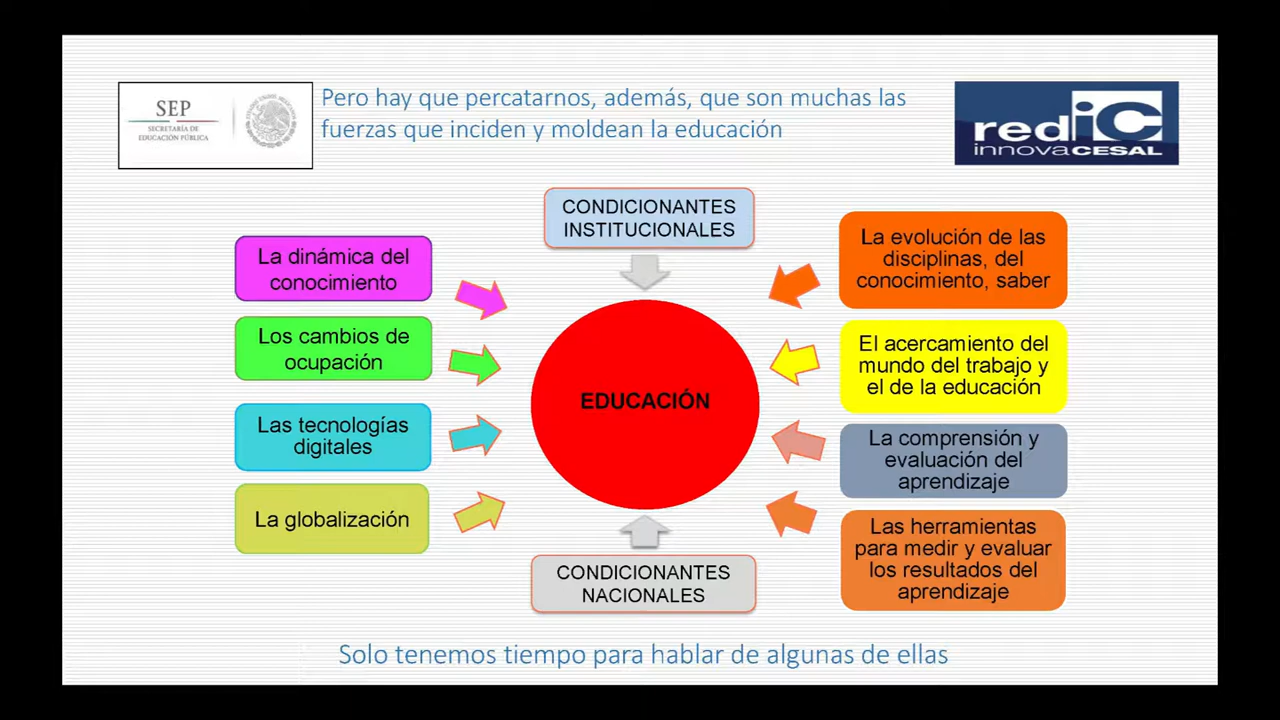 SEP
SECRETARÍA DE
EDUCACIÓN PÚBLICA
Pero hay que percatarnos, además, que son muchas las
fuerzas que inciden y moldean la educación
redIC
innovaCESAL
CONDICIONANTES
INSTITUCIONALES
La dinámica del
conocimiento
Los cambios de
ocupación
Las tecnologías
digitales
La globalización
EDUCACIÓN
La evolución de las
disciplinas, del
conocimiento, saber
El acercamiento del
mundo del trabajo y
el de la educación
La comprensión y
evaluación del
aprendizaje
Las herramientas
para medir y evaluar
los resultados del
aprendizaje
CONDICIONANTES
NACIONALES
Solo tenemos tiempo para hablar de algunas de ellas